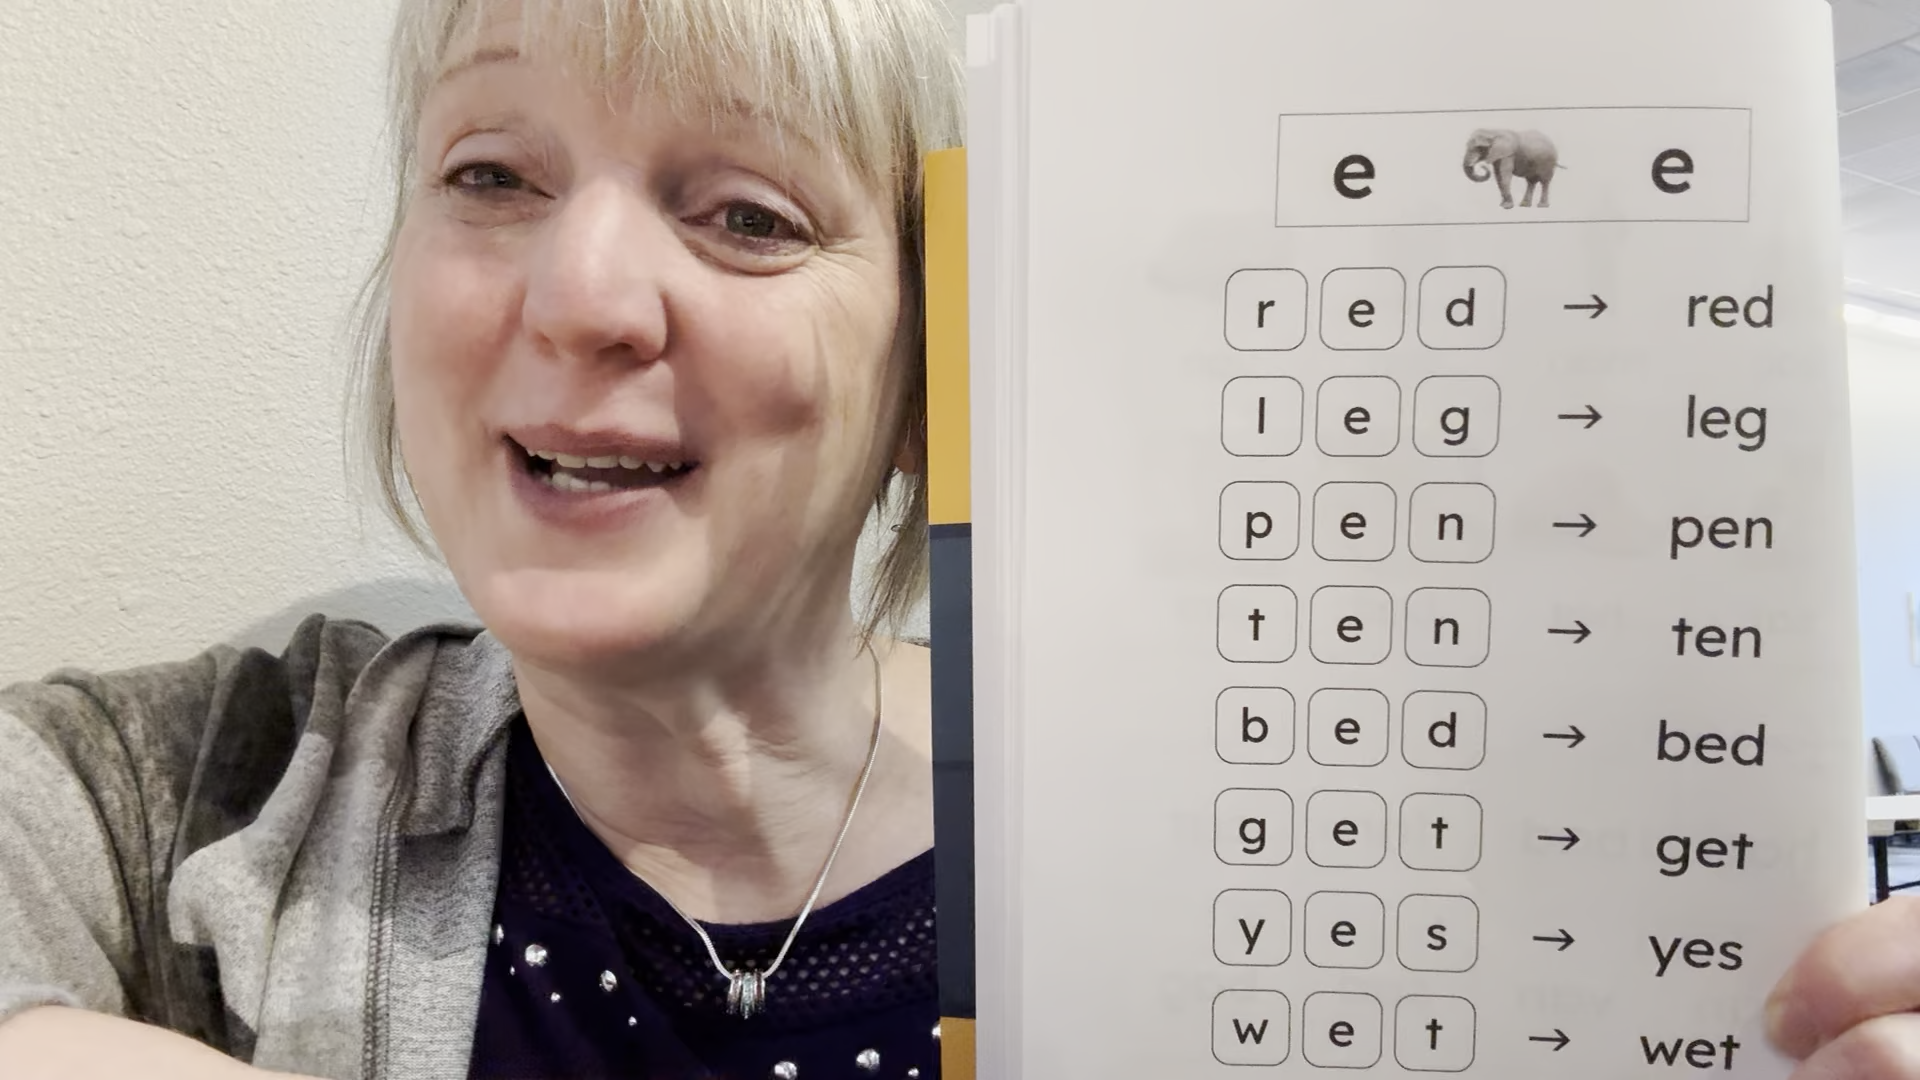 e e
r e d → red
l e g → leg
p e n → pen
t e n → ten
b e d → bed
g e t → get
y e s → yes
w e t → wet